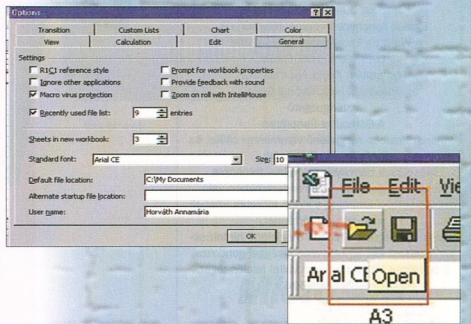 Options
Transition Custom Lists Chart Color
View Calculation Edit General
Settings
R1C1 reference style Prompt for workbook properties
Ignore other applications Provide feedback with sound
Macro virus protection Zoom on roll with IntelliMouse
Recently used file list: 9 entries
Sheets in new workbook: 3
Standard font: Arial CE Size: 10
Default file location: C:\My Documents
Alternate startup file location:
User name: Horváth Annamária
OK
File Edit Vie
Arial CE Open
A3